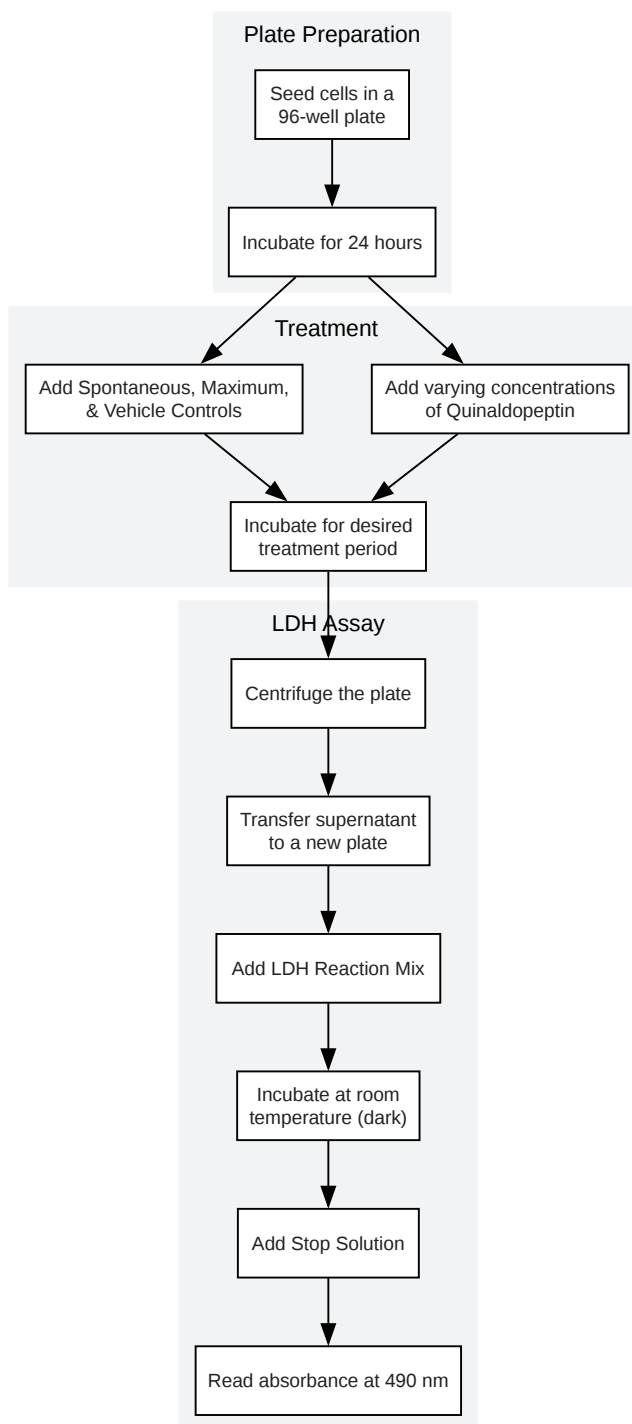 Plate Preparation
Seed cells in a
96-well plate
Incubate for 24 hours
Treatment
Add Spontaneous, Maximum,
& Vehicle Controls
Add varying concentrations
of Quinaldopeptin
Incubate for desired
treatment period
LDH Assay
Centrifuge the plate
Transfer supernatant
to a new plate
Add LDH Reaction Mix
Incubate at room
temperature (dark)
Add Stop Solution
Read absorbance at 490 nm